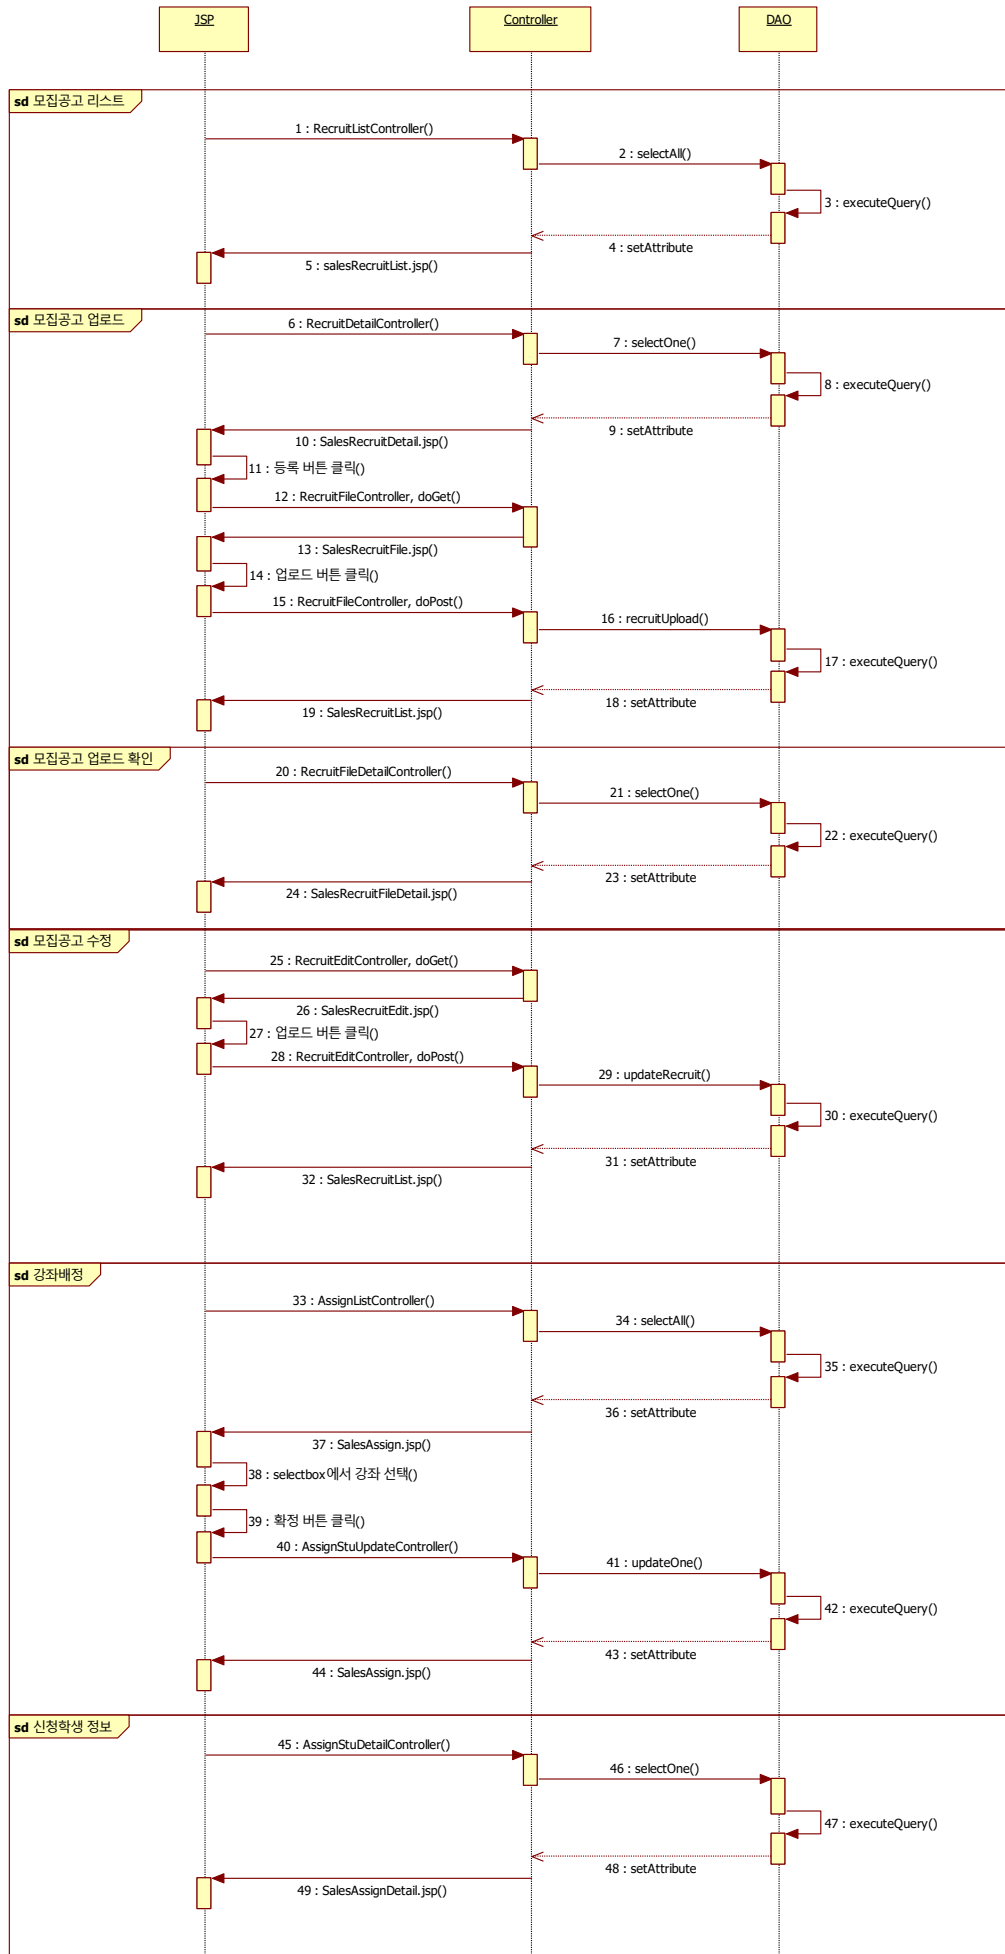 JSP
Controller
DAO
sd 모집공고 리스트
1 : RecruitListController()
2 : selectAll()
3 : executeQuery()
4 : setAttribute
5 : salesRecruitList.jsp()
sd 모집공고 업로드
6 : RecruitDetailController()
7 : selectOne()
8 : executeQuery()
9 : setAttribute
10 : SalesRecruitDetail.jsp()
11 : 등록 버튼 클릭()
12 : RecruitFileController, doGet()
13 : SalesRecruitFile.jsp()
14 : 업로드 버튼 클릭()
15 : RecruitFileController, doPost()
16 : recruitUpload()
17 : executeQuery()
18 : setAttribute
19 : SalesRecruitList.jsp()
sd 모집공고 업로드 확인
20 : RecruitFileDetailController()
21 : selectOne()
22 : executeQuery()
23 : setAttribute
24 : SalesRecruitFileDetail.jsp()
sd 모집공고 수정
25 : RecruitEditController, doGet()
26 : SalesRecruitEdit.jsp()
27 : 업로드 버튼 클릭()
28 : RecruitEditController, doPost()
29 : updateRecruit()
30 : executeQuery()
31 : setAttribute
32 : SalesRecruitList.jsp()
sd 강좌배정
33 : AssignListController()
34 : selectAll()
35 : executeQuery()
36 : setAttribute
37 : SalesAssign.jsp()
38 : selectbox에서 강좌 선택()
39 : 확정 버튼 클릭()
40 : AssignStuUpdateController()
41 : updateOne()
42 : executeQuery()
43 : setAttribute
44 : SalesAssign.jsp()
sd 신청학생 정보
45 : AssignStuDetailController()
46 : selectOne()
47 : executeQuery()
48 : setAttribute
49 : SalesAssignDetail.jsp()